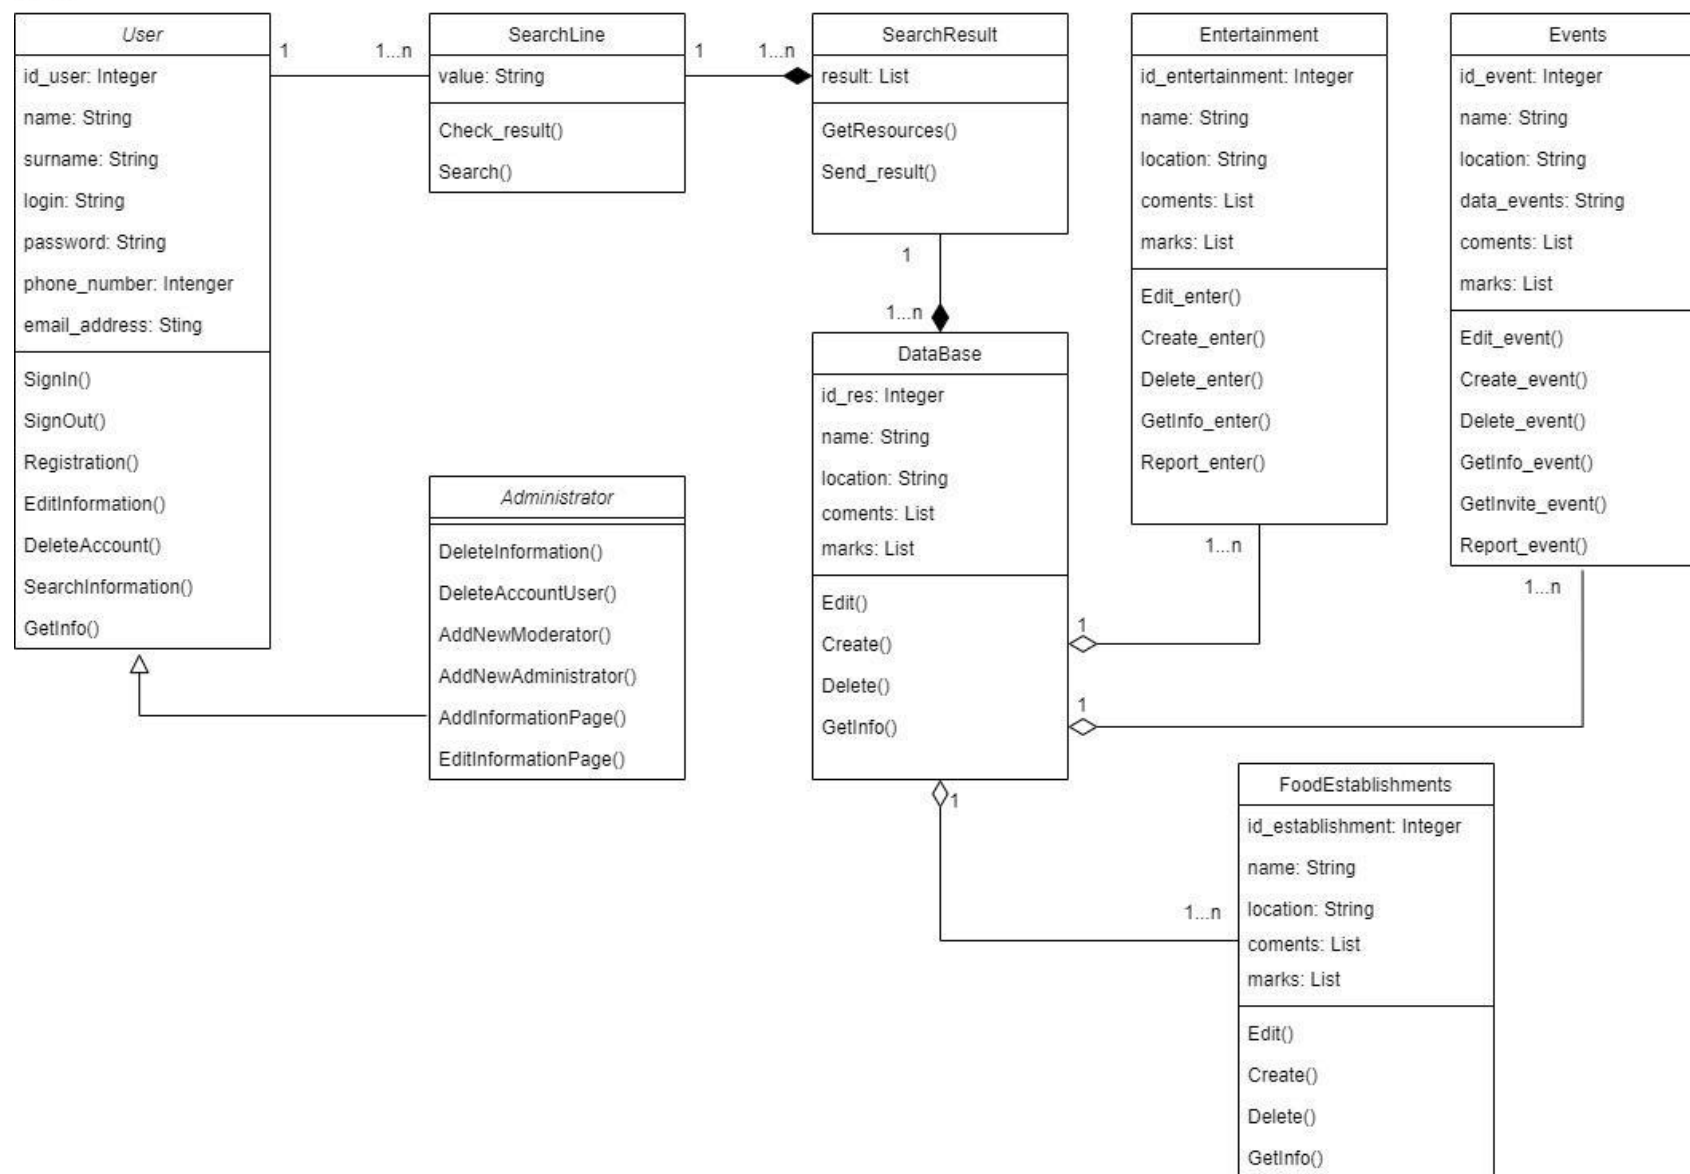 User
id_user: Integer
name: String
surname: String
login: String
password: String
phone_number: Intenger
email_address: Sting
SignIn()
SignOut()
Registration()
EditInformation()
DeleteAccount()
SearchInformation()
GetInfo()
1
1...n
SearchLine
value: String
Check_result()
Search()
1
1...n
SearchResult
result: List
GetResources()
Send_result()
1
1...n
Administrator
DeleteInformation()
DeleteAccountUser()
AddNewModerator()
AddNewAdministrator()
AddInformationPage()
EditInformationPage()
DataBase
id_res: Integer
name: String
location: String
coments: List
marks: List
Edit()
Create()
Delete()
GetInfo()
Entertainment
id_entertainment: Integer
name: String
location: String
coments: List
marks: List
Edit_enter()
Create_enter()
Delete_enter()
GetInfo_enter()
Report_enter()
1...n
1
Events
id_event: Integer
name: String
location: String
data_events: String
coments: List
marks: List
Edit_event()
Create_event()
Delete_event()
GetInfo_event()
GetInvite_event()
Report_event()
1...n
1
1
1...n
FoodEstablishments
id_establishment: Integer
name: String
location: String
coments: List
marks: List
Edit()
Create()
Delete()
GetInfo()